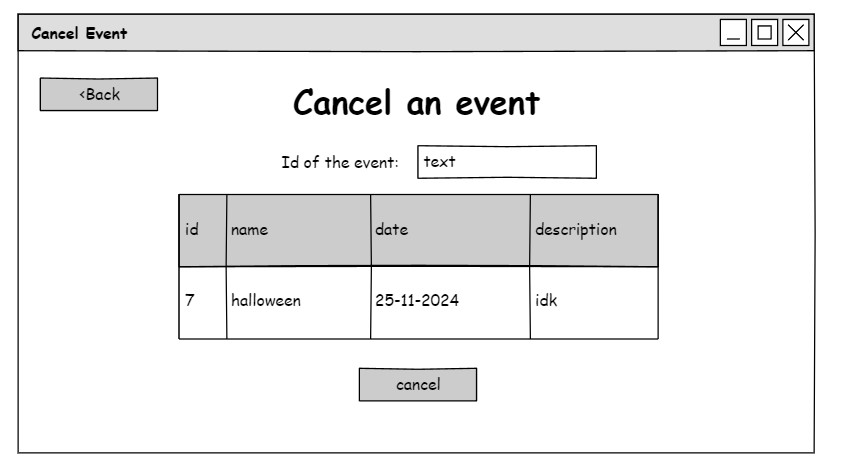 Cancel Event
<Back
Cancel an event
Id of the event: text
id name date description
7 halloween 25-11-2024 idk
cancel